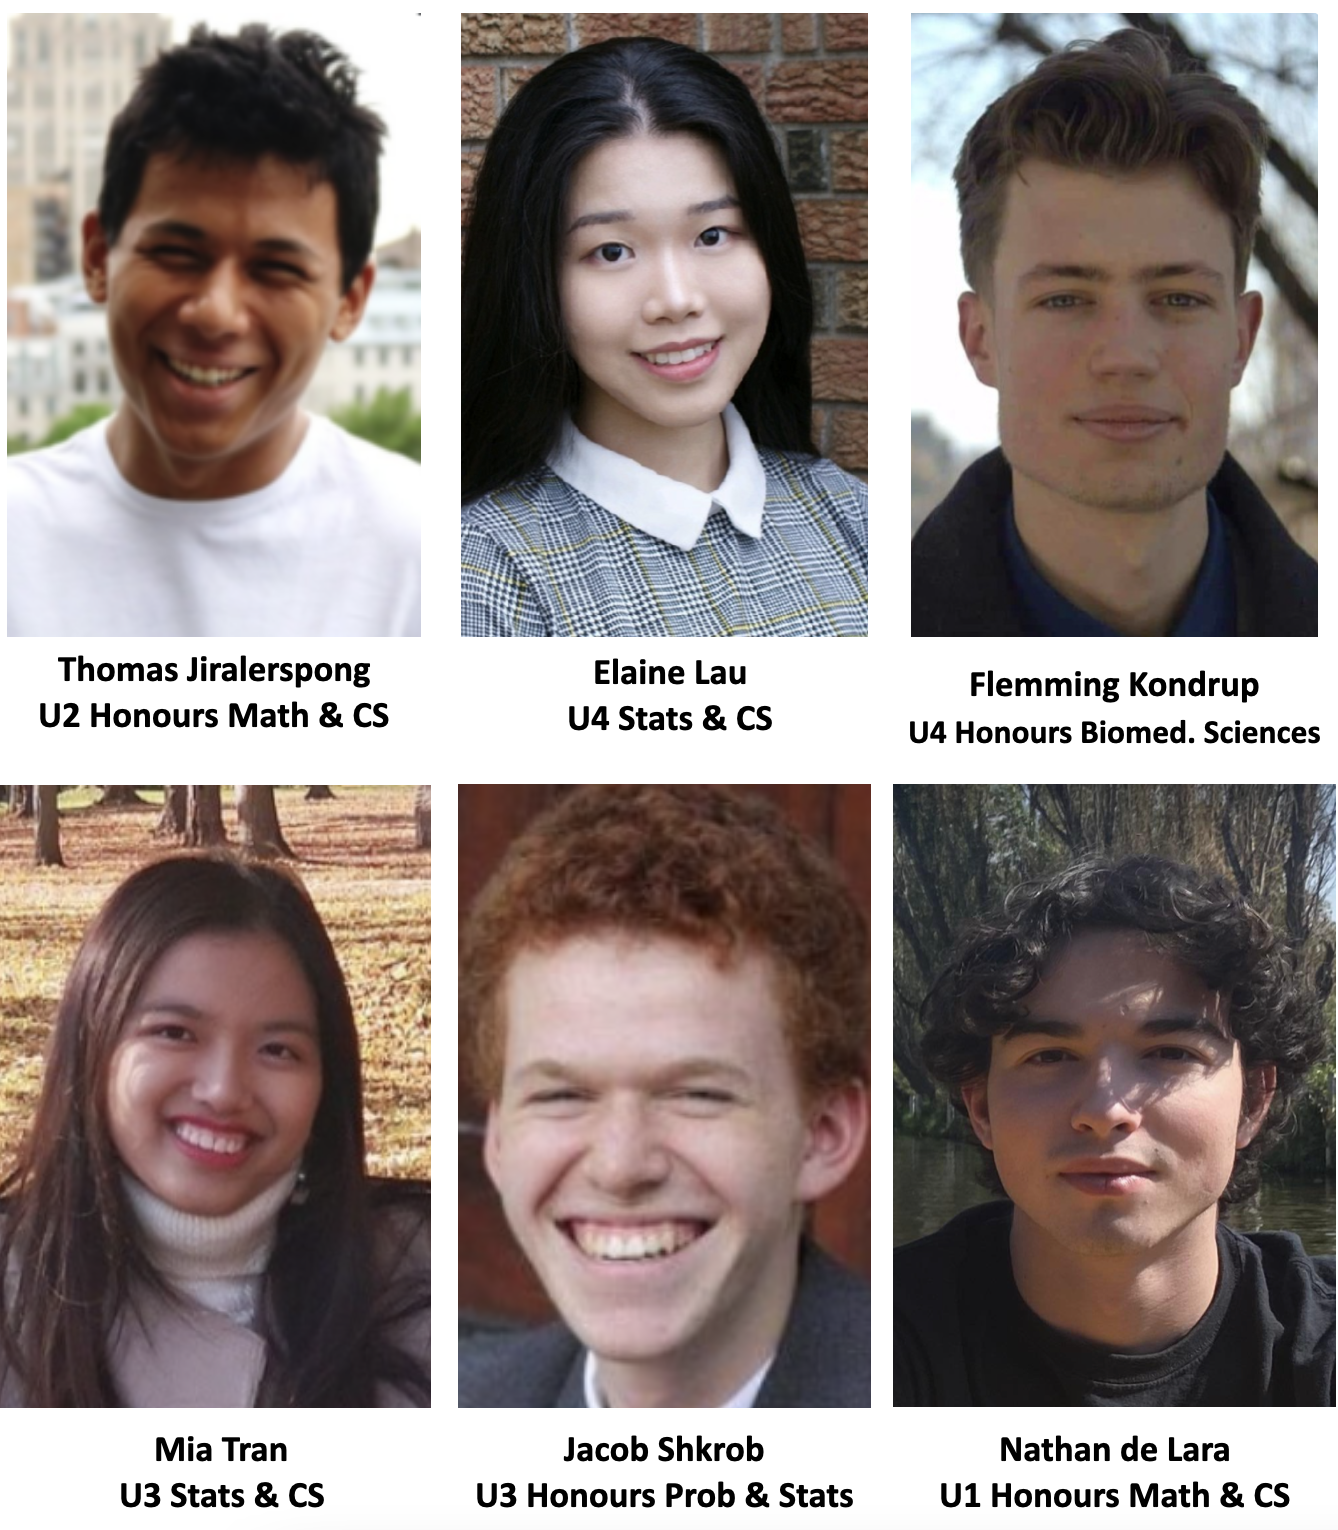 Thomas Jiralerspong
U2 Honours Math & CS
Elaine Lau
U4 Stats & CS
Flemming Kondrup
U4 Honours Biomed. Sciences
Mia Tran
U3 Stats & CS
Jacob Shkrob
U3 Honours Prob & Stats
Nathan de Lara
U1 Honours Math & CS